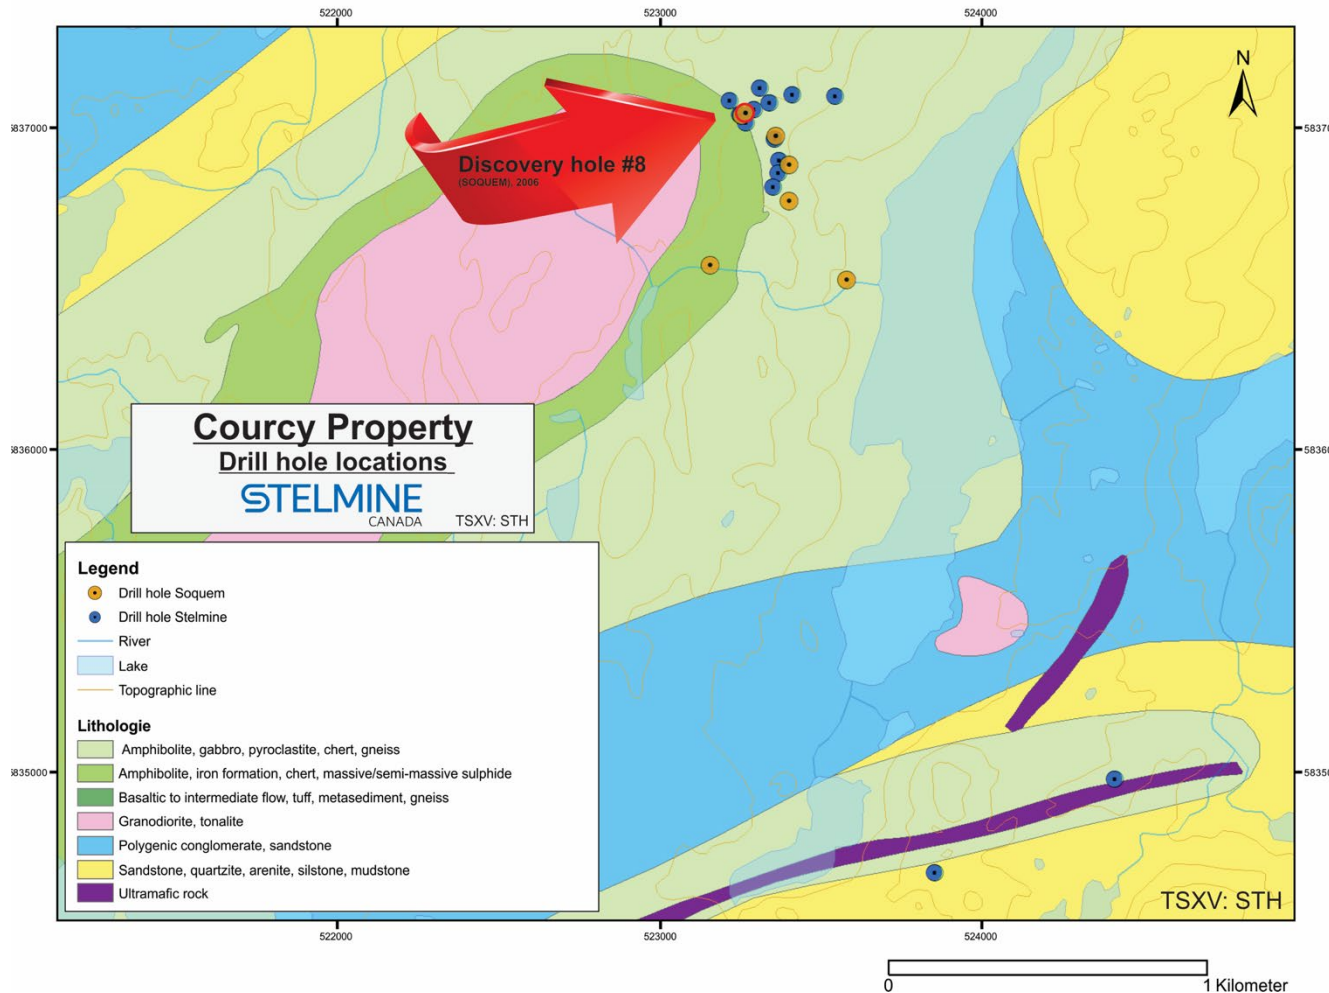 522000
523000
524000
N
5837000
58370
Discovery hole #8
(SOQUEM), 2006
5836000
58360
Courcy Property
Drill hole locations
STELMINE
CANADA
TSXV: STH
Legend
Drill hole Soquem
Drill hole Stelmine
River
Lake
Topographic line
Lithologie
Amphibolite, gabbro, pyroclastite, chert, gneiss
Amphibolite, iron formation, chert, massive/semi-massive sulphide
Basaltic to intermediate flow, tuff, metasediment, gneiss
Granodiorite, tonalite
Polygenic conglomerate, sandstone
Sandstone, quartzite, arenite, silstone, mudstone
Ultramafic rock
5835000
58350
TSXV: STH
522000
523000
524000
0
1 Kilometer